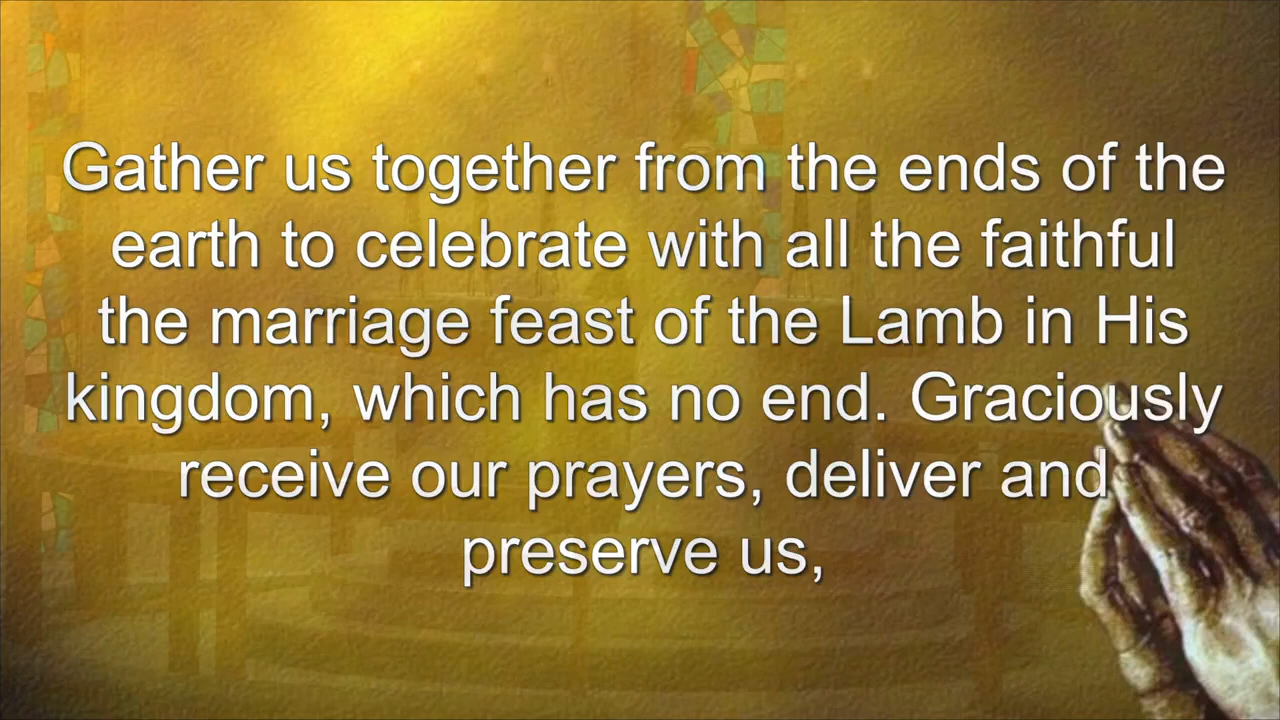 Gather us together from the ends of the
earth to celebrate with all the faithful
the marriage feast of the Lamb in His
kingdom, which has no end. Graciously
receive our prayers, deliver and
preserve us,